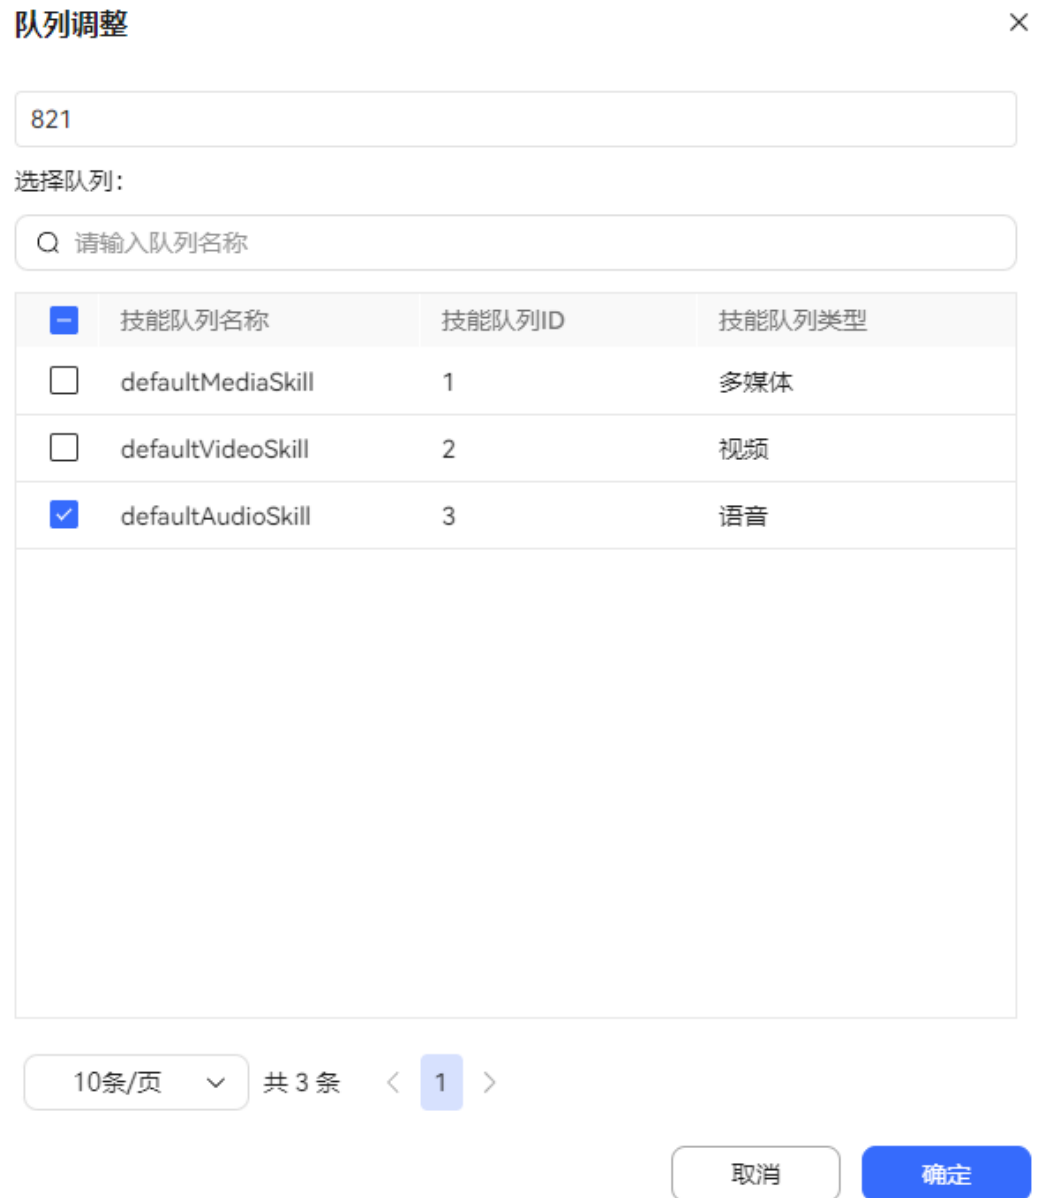 队列调整
821
选择队列：
请输入队列名称
技能队列名称 技能队列ID 技能队列类型
defaultMediaSkill 1 多媒体
defaultVideoSkill 2 视频
defaultAudioSkill 3 语音
10条/页 共 3 条 1
取消 确定